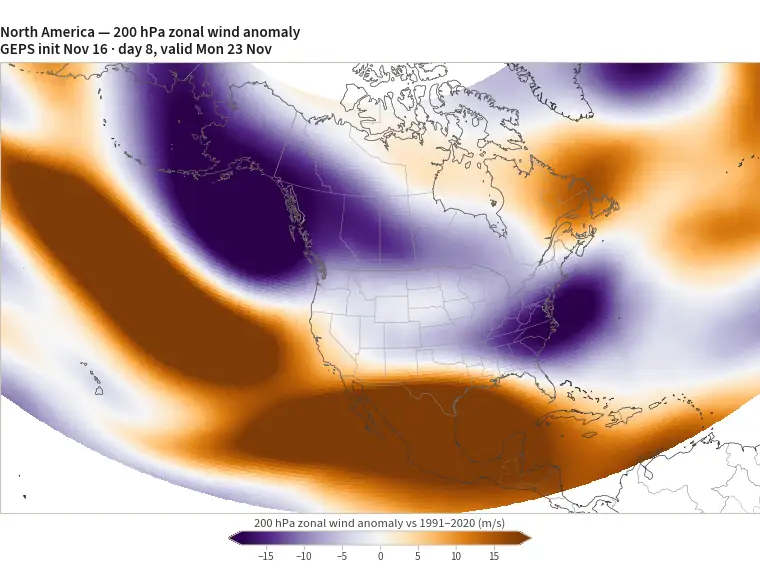 North America — 200 hPa zonal wind anomaly
GEPS init Nov 16 · day 8, valid Mon 23 Nov
200 hPa zonal wind anomaly vs 1991–2020 (m/s)
−15 −10 −5 0 5 10 15